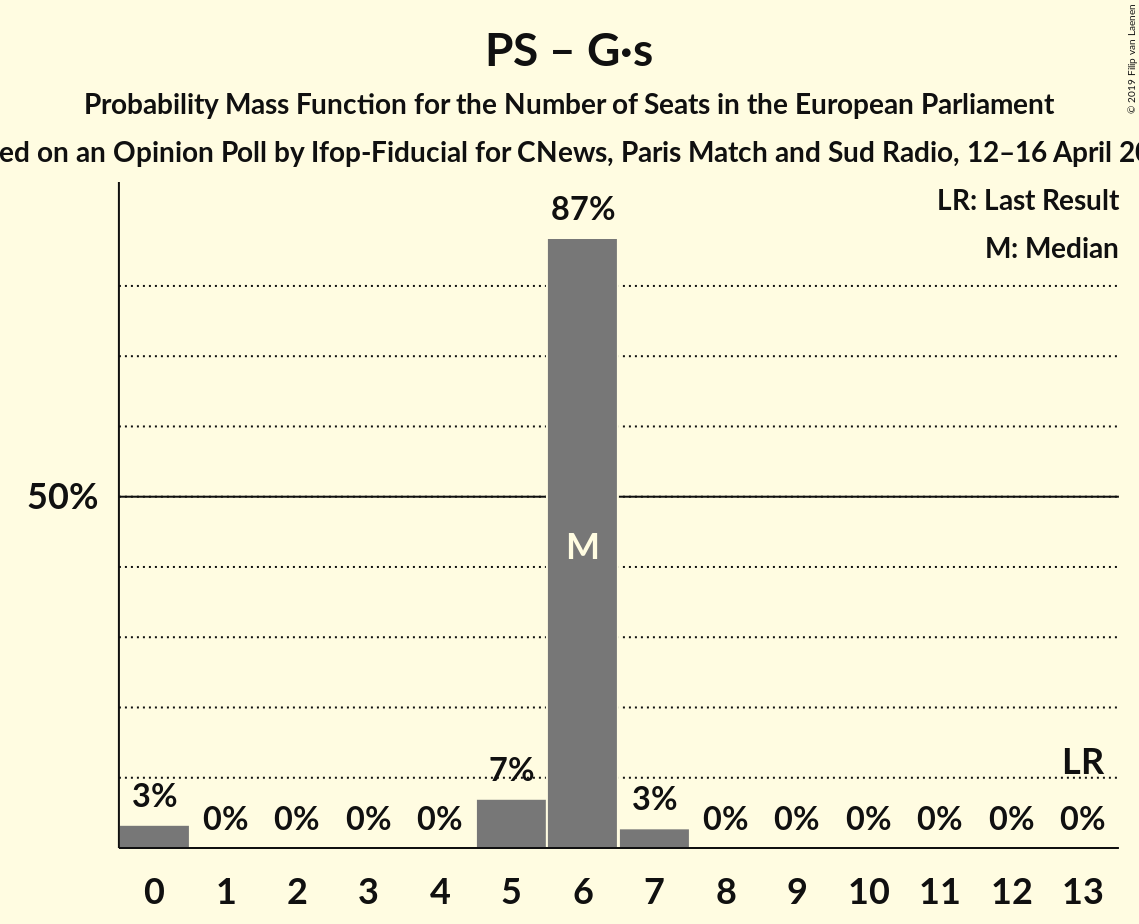 PS – G·s
Probability Mass Function for the Number of Seats in the European Parliament
ed on an Opinion Poll by Ifop-Fiducial for CNews, Paris Match and Sud Radio, 12–16 April 20
© 2019 Filip van Laenen
LR: Last Result
M: Median
87%
50%
M
LR
3% 0% 0% 0% 0% 7% 3% 0% 0% 0% 0% 0% 0%
0 1 2 3 4 5 6 7 8 9 10 11 12 13